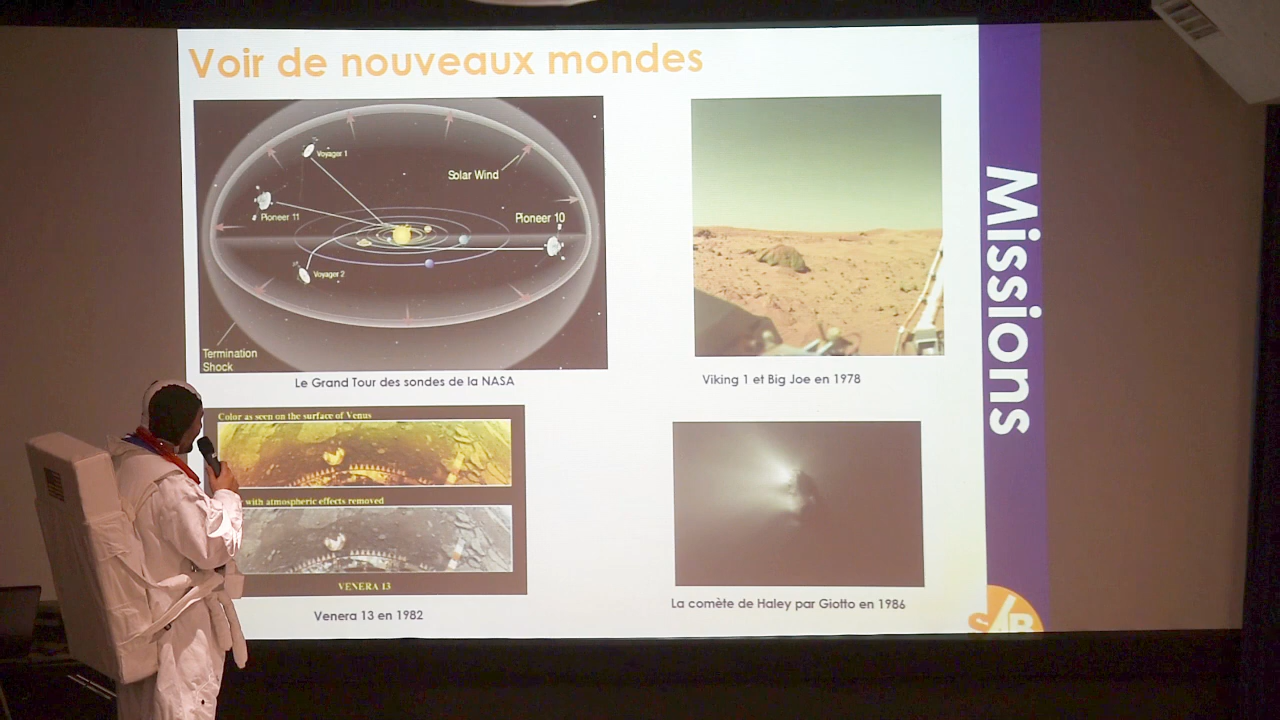 Voir de nouveaux mondes
Voyager 1
Solar Wind
Pioneer 11
Pioneer 10
Voyager 2
Termination
Shock
Le Grand Tour des sondes de la NASA
Viking 1 et Big Joe en 1978
Missions
Color as seen on the surface of Venus
with atmospheric effects removed
VENERA 13
Venera 13 en 1982
La comète de Haley par Giotto en 1986